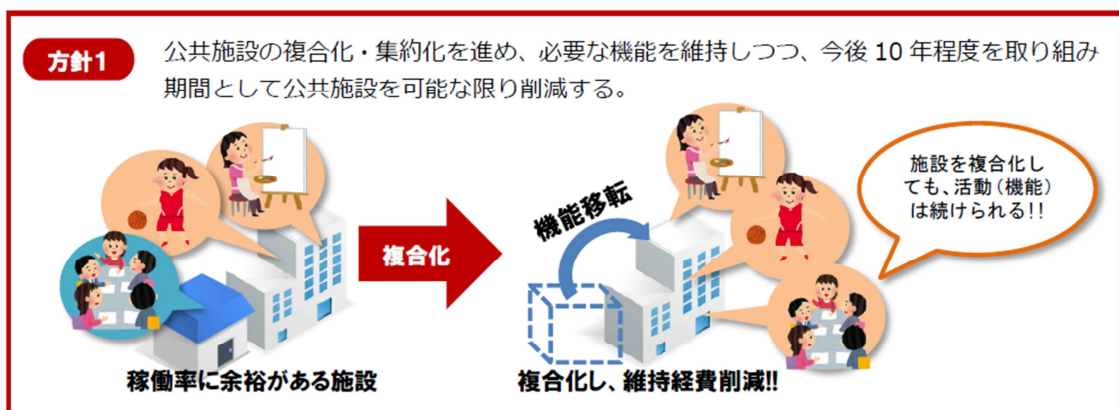 方針1
公共施設の複合化・集約化を進め、必要な機能を維持しつつ、今後 10 年程度を取り組み
期間として公共施設を可能な限り削減する。
施設を複合化し
ても、活動(機能)
は続けられる!!
機能移転
複合化
稼働率に余裕がある施設
複合化し、維持経費削減!!